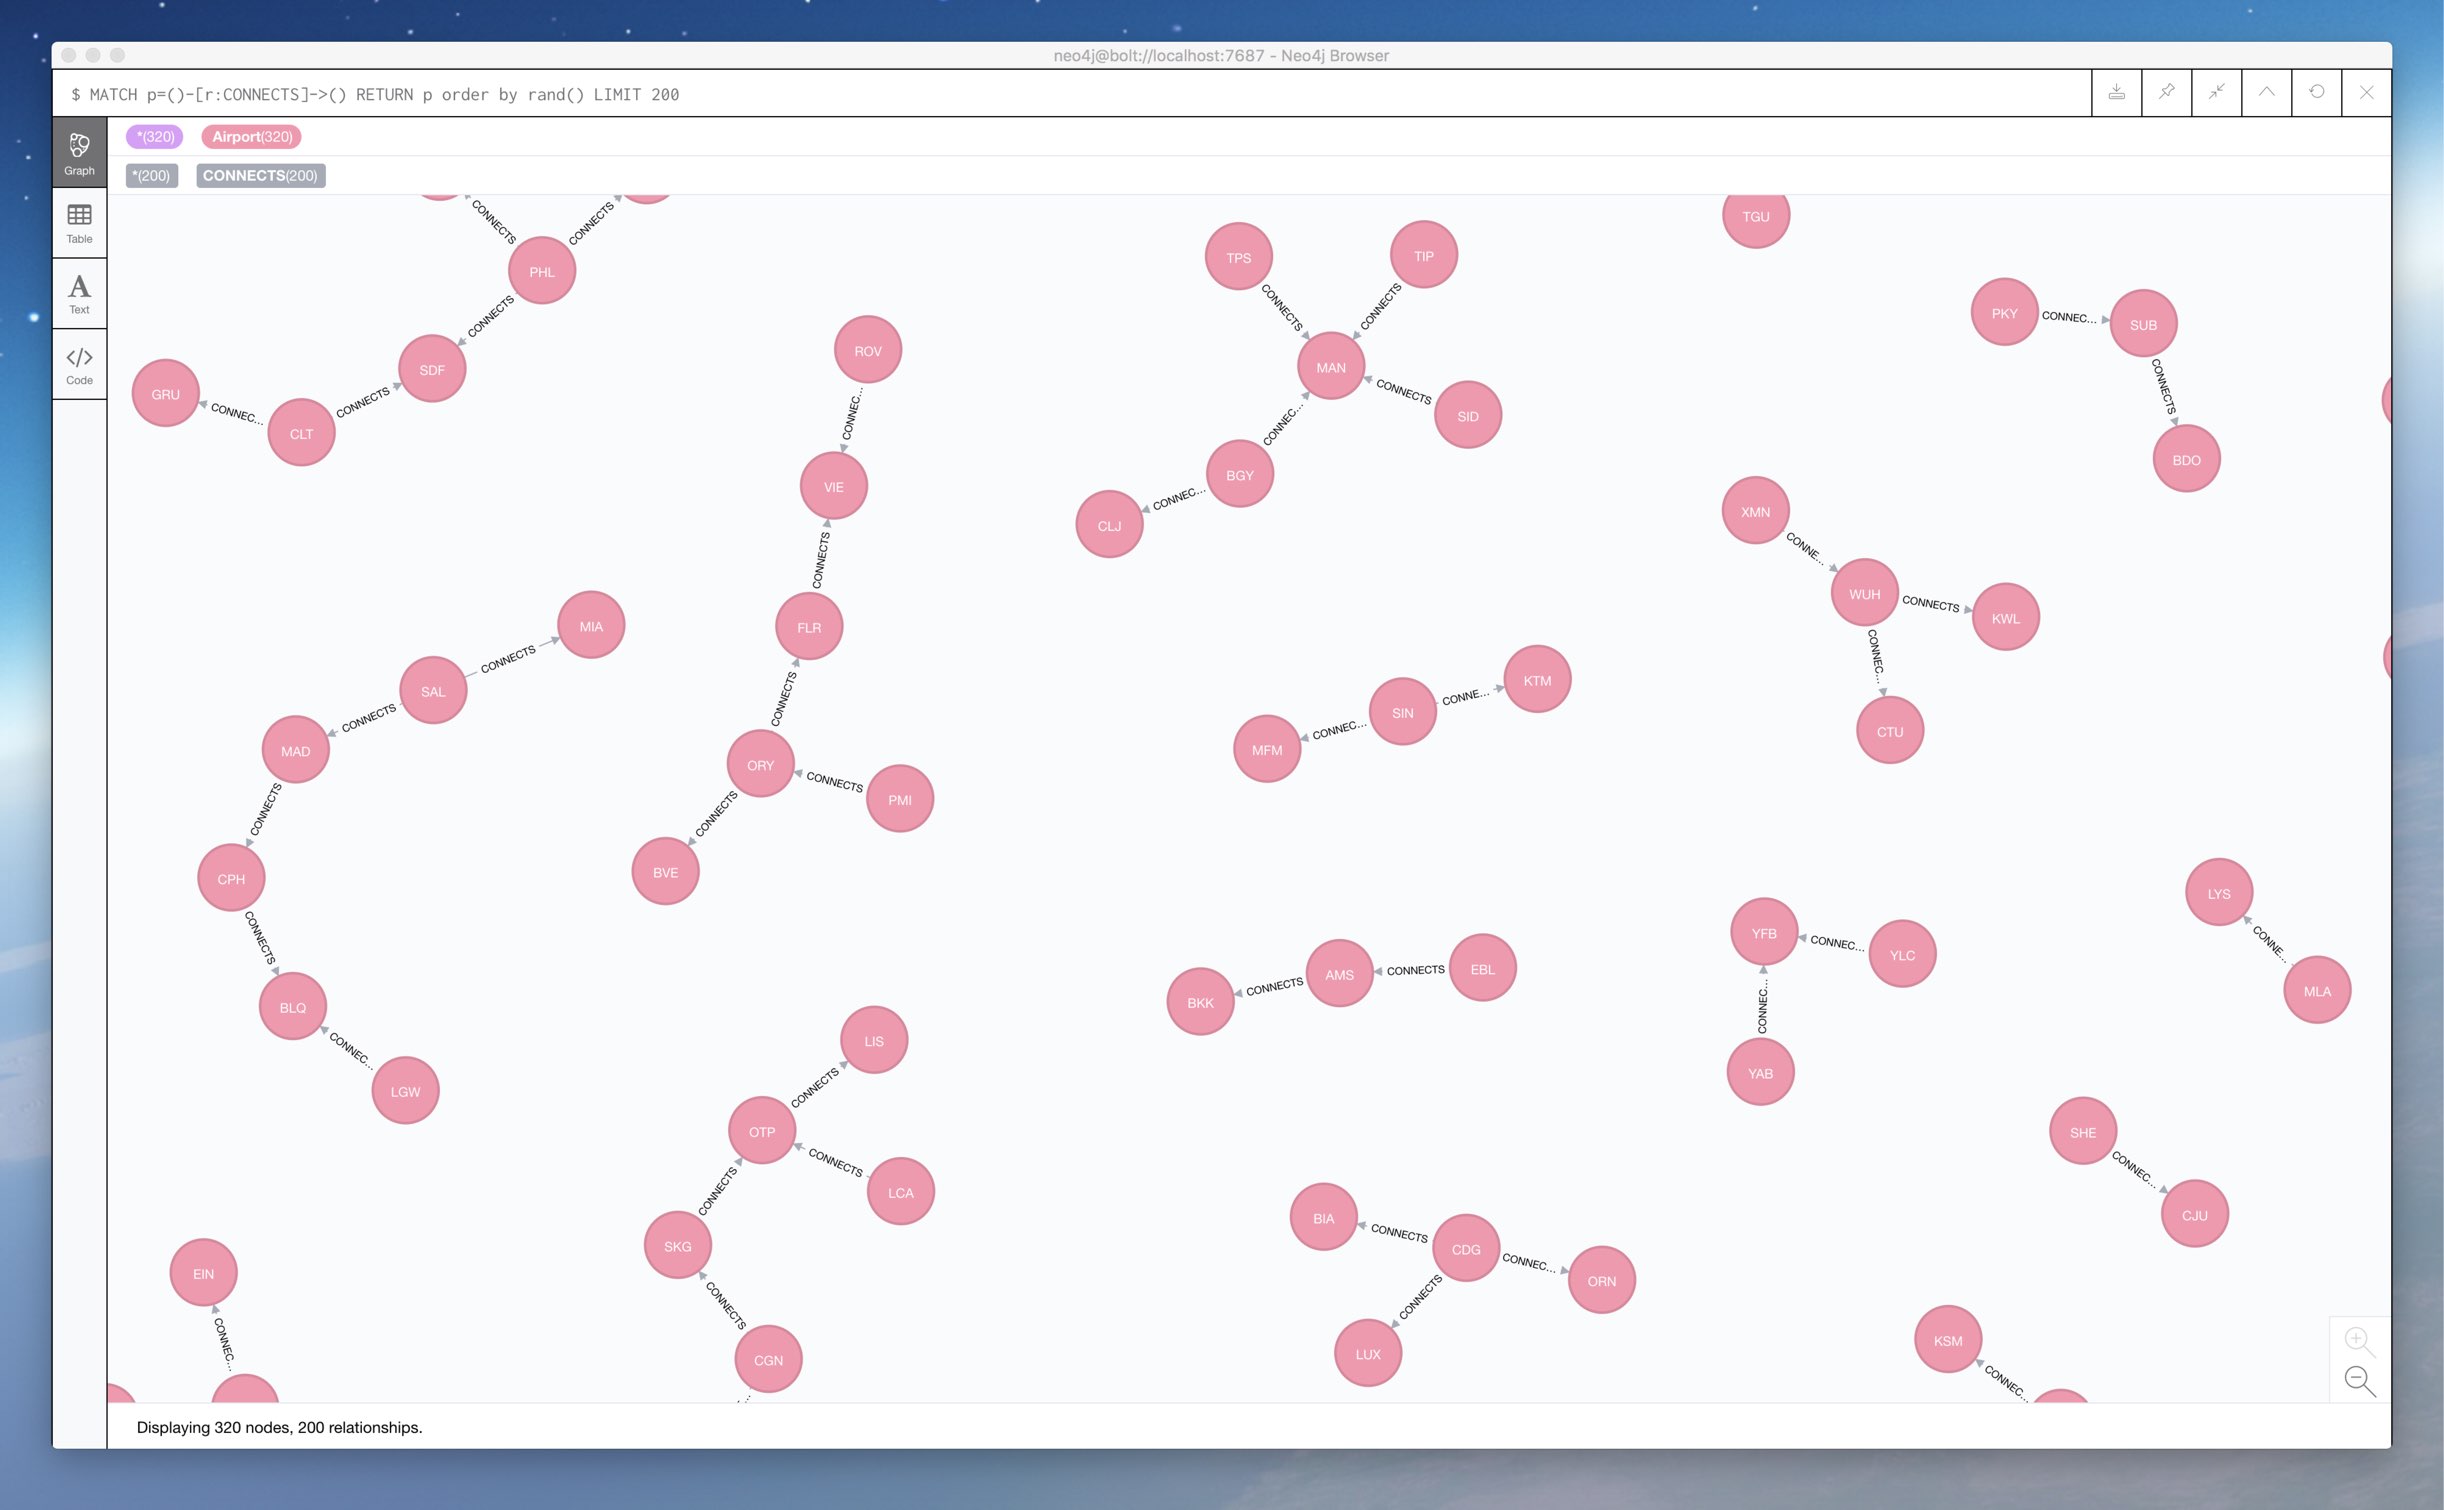 neo4j@bolt://localhost:7687 - Neo4j Browser
$ MATCH p=()-[r:CONNECTS]->() RETURN p order by rand() LIMIT 200
*(320) Airport(320)
*(200) CONNECTS(200)
Graph
Table
Text
Code
CONNECTS
CONNECTS
PHL
CONNECTS
SDF
GRU
CONNEC...
CLT
CONNECTS
ROV
CONNEC...
VIE
CONNECTS
FLR
CONNECTS
ORY
CONNECTS
PMI
CONNECTS
BVE
MIA
CONNECTS
SAL
CONNECTS
MAD
CONNECTS
CPH
CONNECTS
BLQ
CONNEC...
LGW
LIS
CONNECTS
OTP
CONNECTS
LCA
CONNECTS
SKG
CONNECTS
CGN
EIN
CONNEC...
TPS
TIP
CONNECTS
CONNECTS
MAN
CONNECTS
SID
CONNEC...
BGY
CONNEC...
CLJ
KTM
CONNE...
SIN
CONNEC...
MFM
BKK
CONNECTS
AMS
CONNECTS
EBL
BIA
CONNECTS
CDG
CONNEC...
ORN
CONNECTS
LUX
TGU
PKY
CONNEC...
SUB
CONNECTS
BDO
XMN
CONNE...
WUH
CONNECTS
KWL
CONNEC...
CTU
YFB
CONNEC...
YLC
CONNEC...
YAB
LYS
CONNE...
MLA
SHE
CONNEC...
CJU
KSM
CONNEC...
Displaying 320 nodes, 200 relationships.